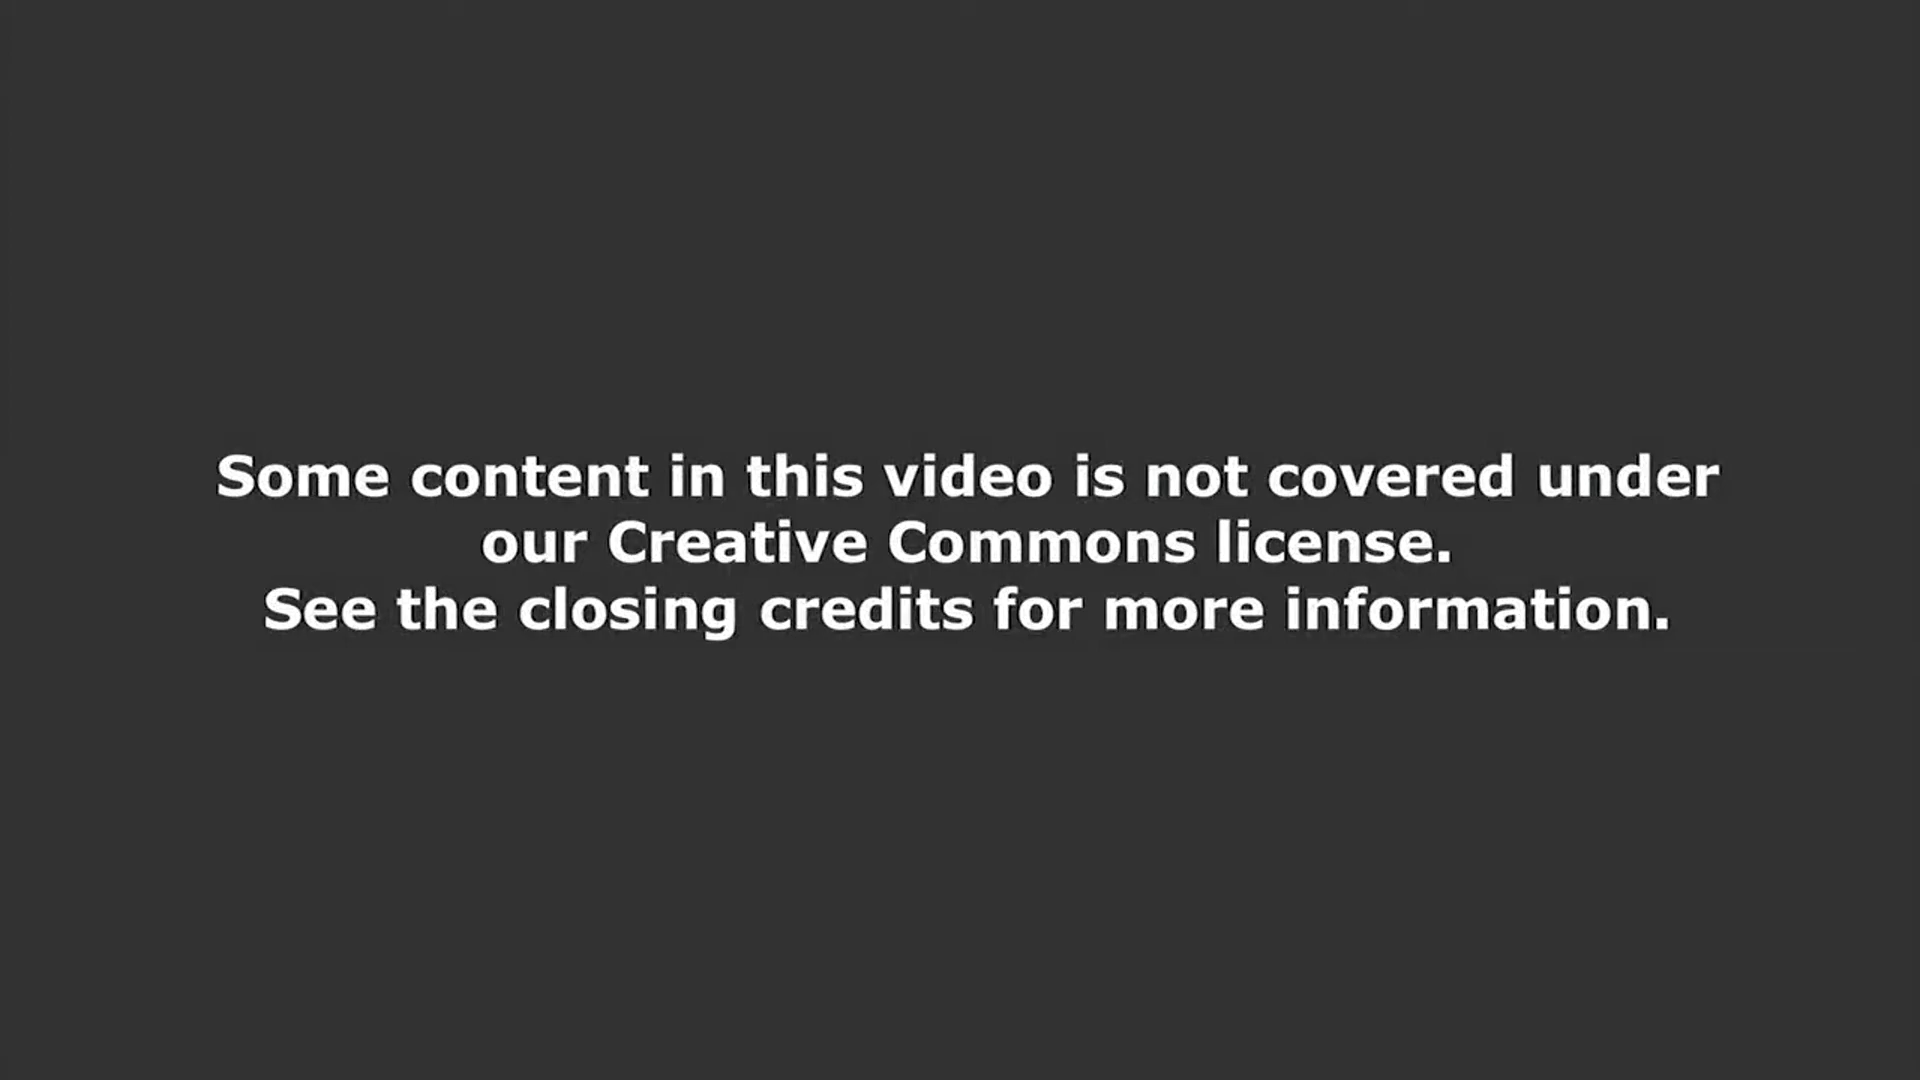 Some content in this video is not covered under
our Creative Commons license.
See the closing credits for more information.